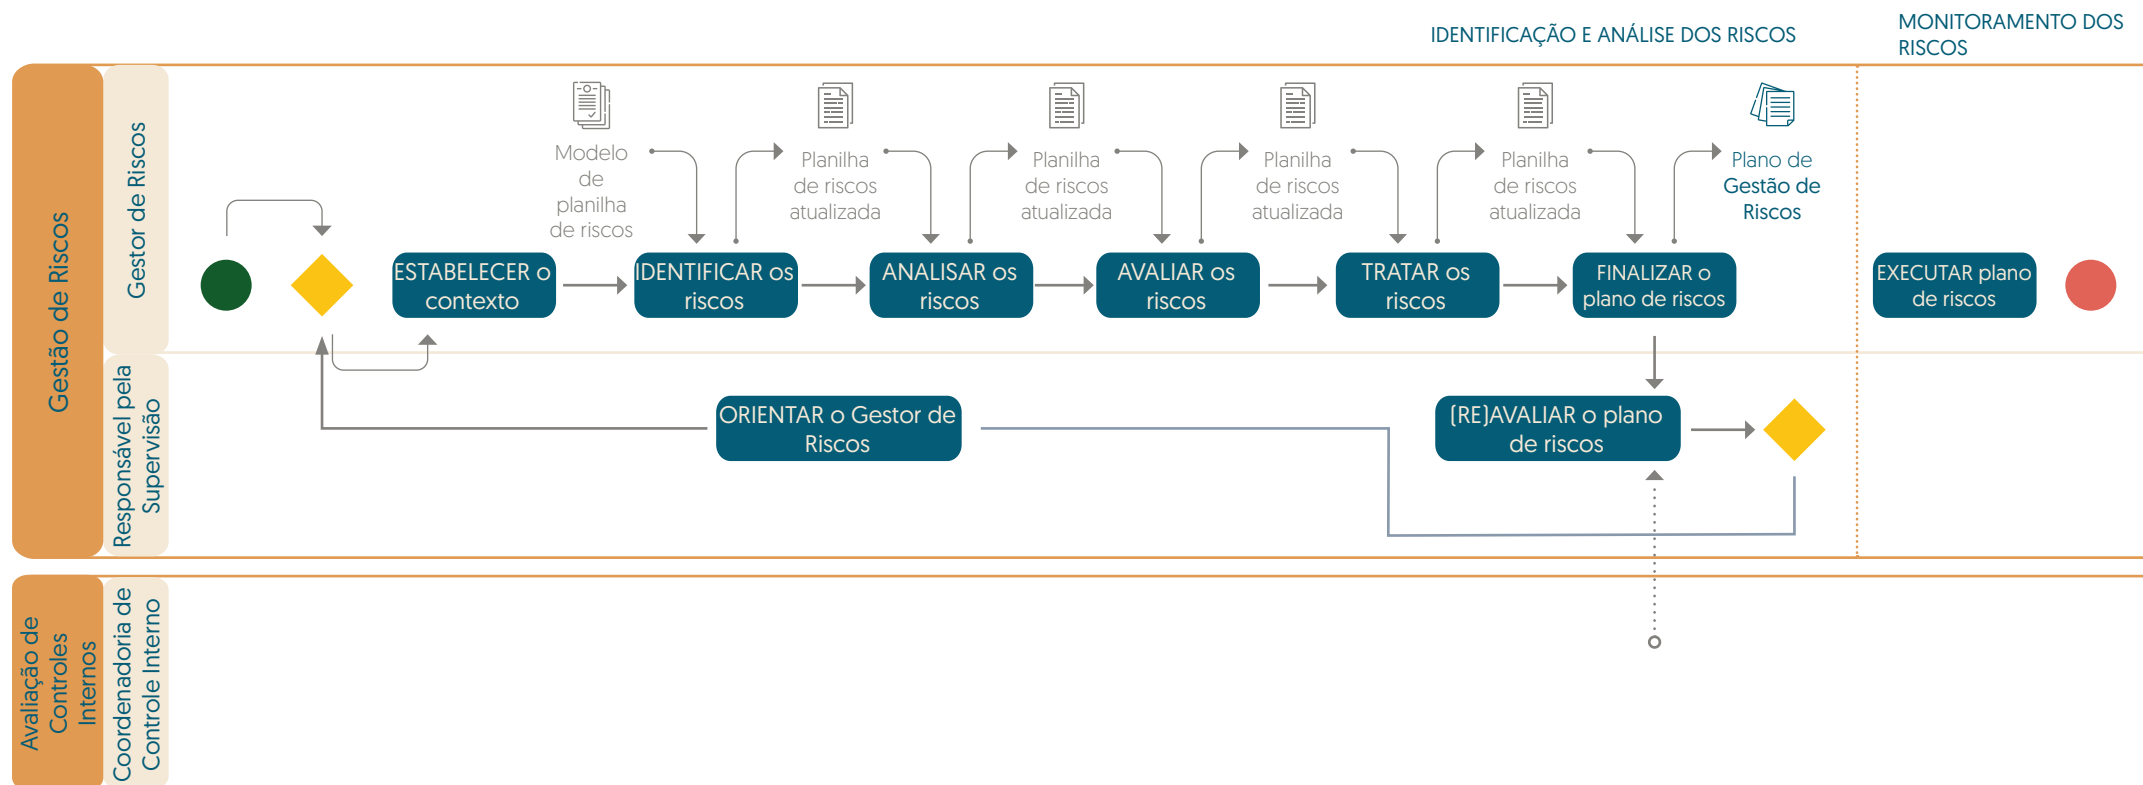 IDENTIFICAÇÃO E ANÁLISE DOS RISCOS
MONITORAMENTO DOS
RISCOS
Gestão de Riscos
Gestor de Riscos
Modelo
de
planilha
de riscos
Planilha
de riscos
atualizada
Planilha
de riscos
atualizada
Planilha
de riscos
atualizada
Planilha
de riscos
atualizada
Plano de
Gestão de
Riscos
ESTABELECER o
contexto
IDENTIFICAR os
riscos
ANALISAR os
riscos
AVALIAR os
riscos
TRATAR os
riscos
FINALIZAR o
plano de riscos
EXECUTAR plano
de riscos
Responsável pela
Supervisão
ORIENTAR o Gestor de
Riscos
(RE)AVALIAR o plano
de riscos
Avaliação de
Controles
Internos
Coordenadoria de
Controle Interno